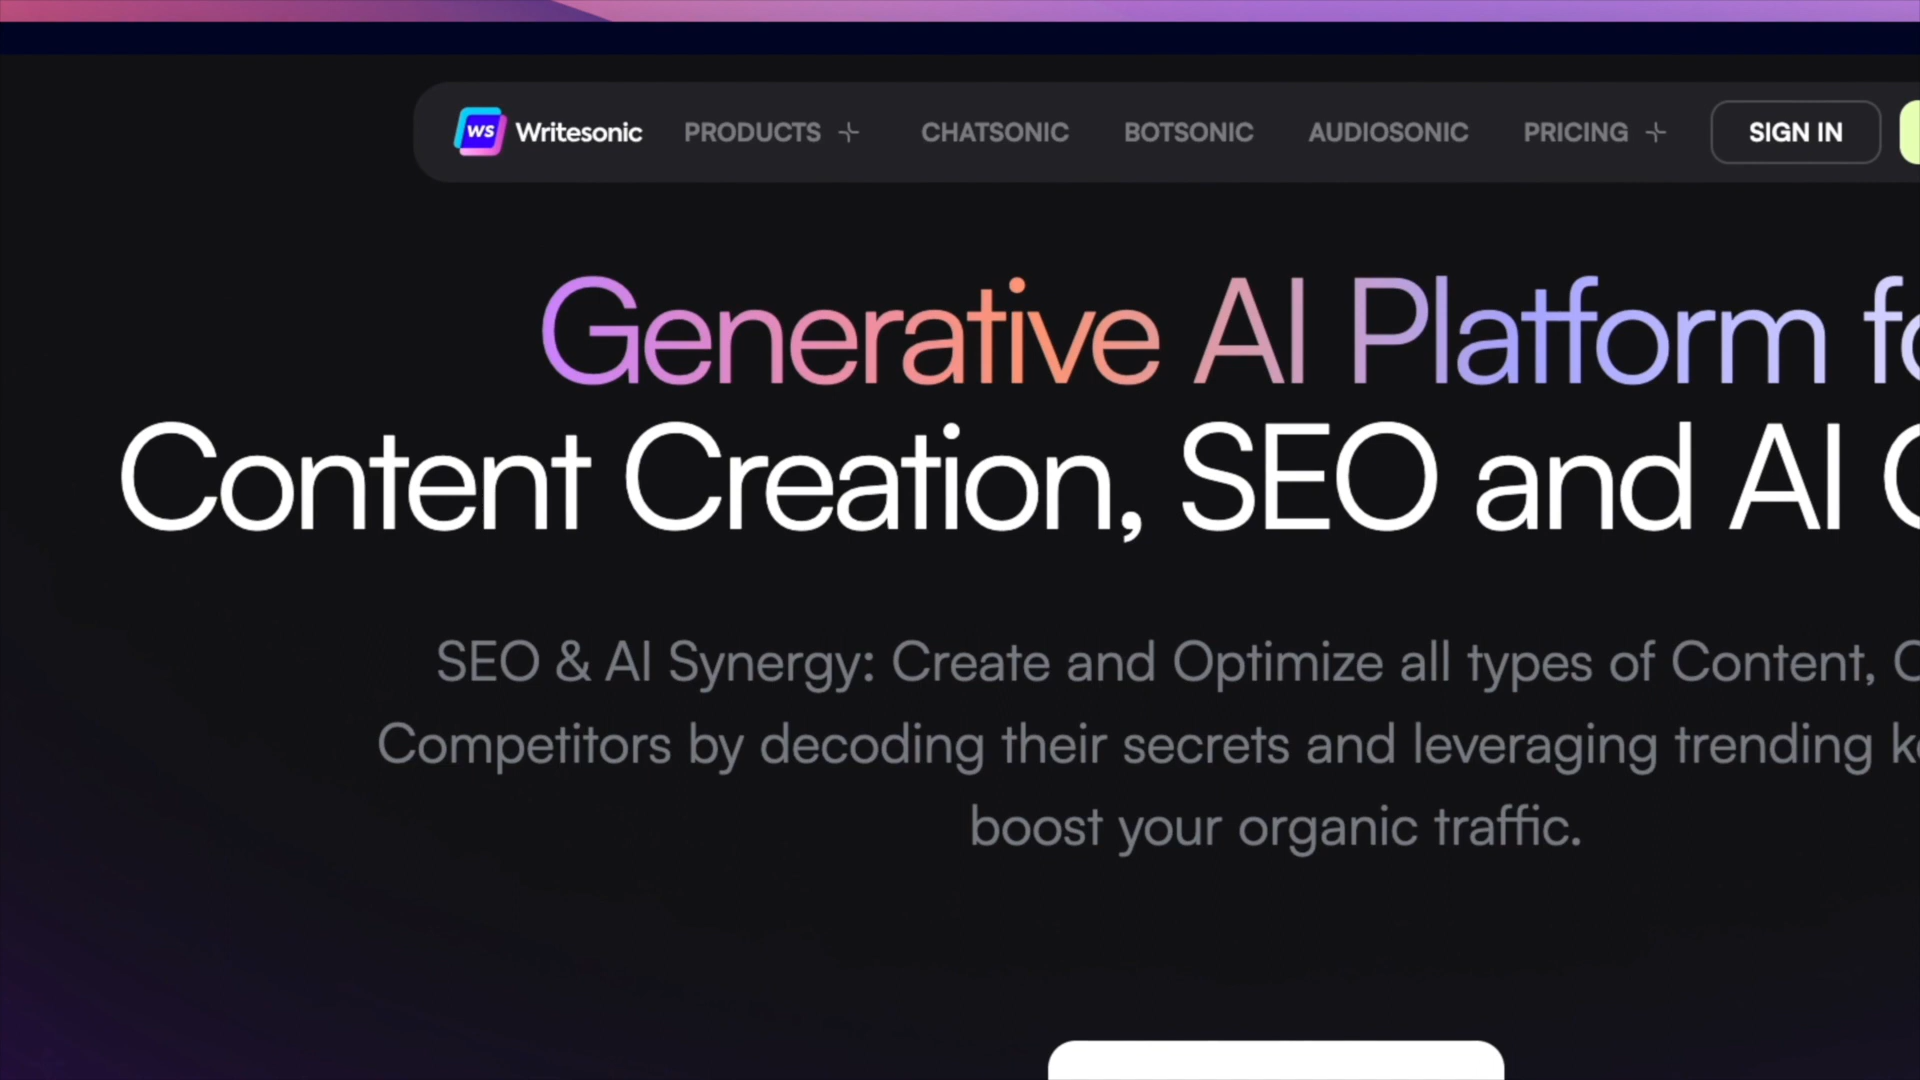 WS Writesonic PRODUCTS CHATSONIC BOTSONIC AUDIOSONIC PRICING SIGN IN
Generative AI Platform
Content Creation, SEO and AI
SEO & AI Synergy: Create and Optimize all types of Content,
Competitors by decoding their secrets and leveraging trending
boost your organic traffic.